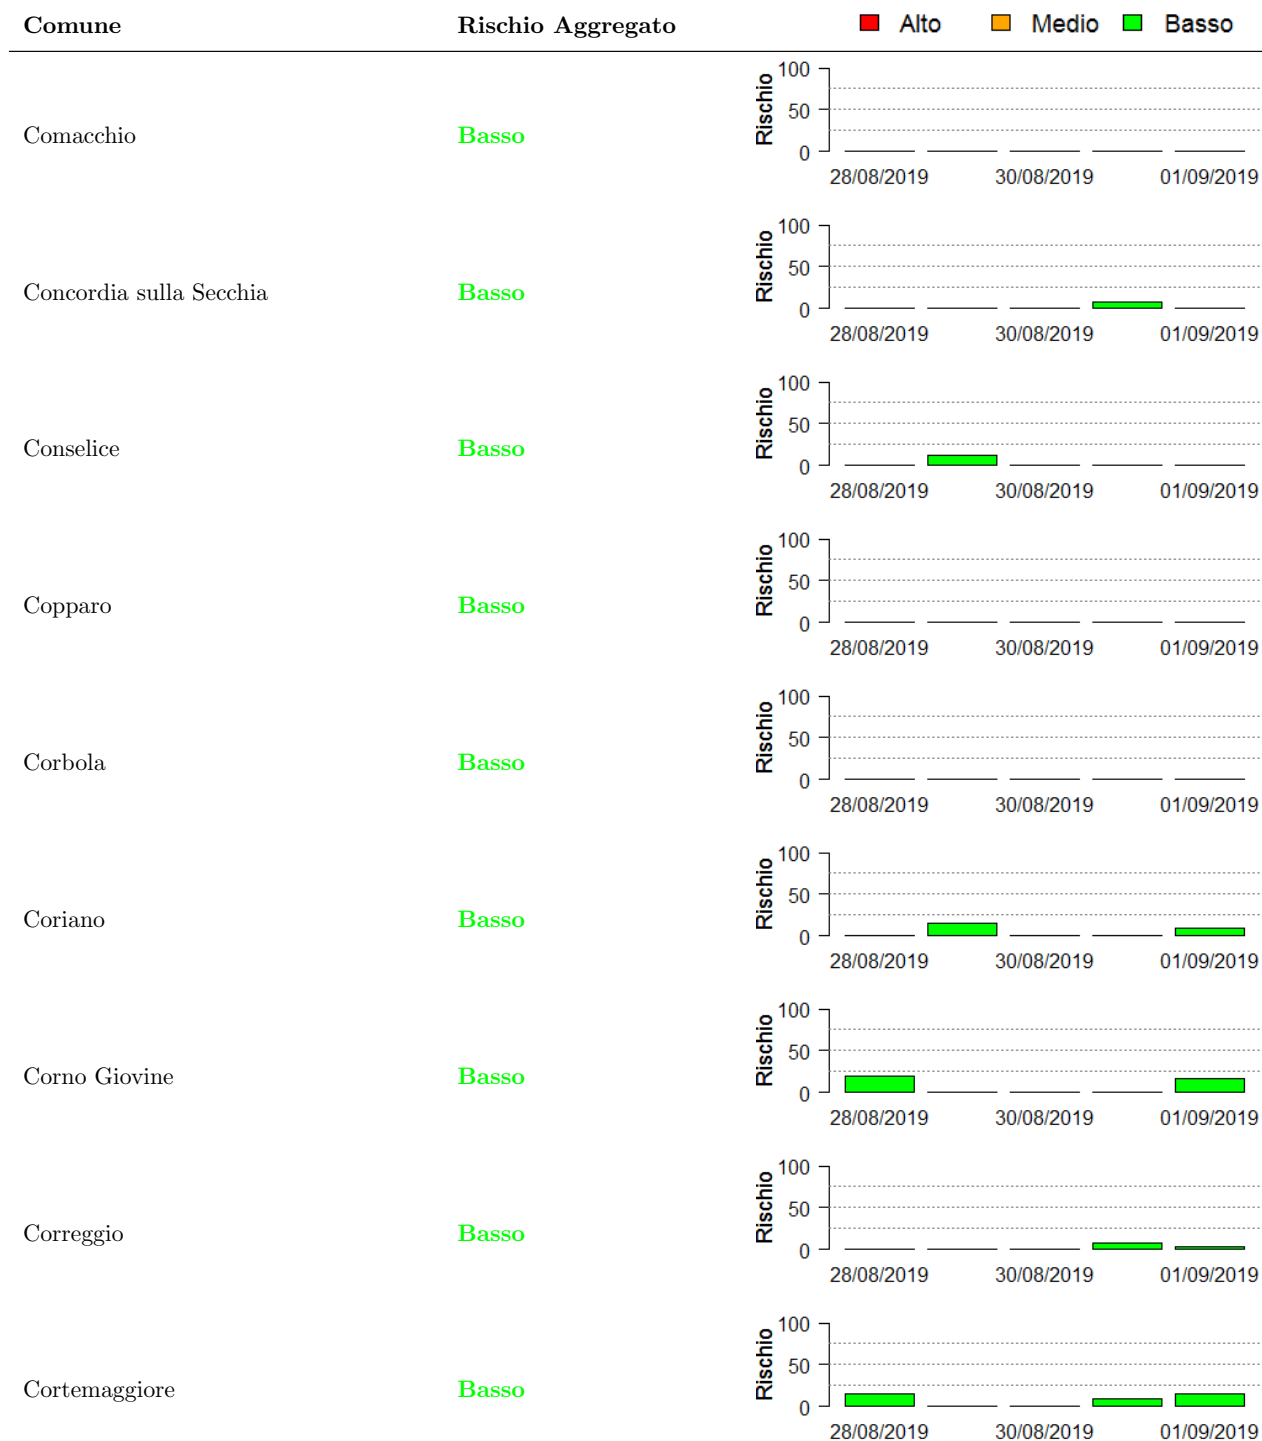 Comune Rischio Aggregato Alto Medio Basso
Comacchio Basso Rischio 100 50 0
28/08/2019 30/08/2019 01/09/2019
Concordia sulla Secchia Basso Rischio 100 50 0
28/08/2019 30/08/2019 01/09/2019
Conselice Basso Rischio 100 50 0
28/08/2019 30/08/2019 01/09/2019
Copparo Basso Rischio 100 50 0
28/08/2019 30/08/2019 01/09/2019
Corbola Basso Rischio 100 50 0
28/08/2019 30/08/2019 01/09/2019
Coriano Basso Rischio 100 50 0
28/08/2019 30/08/2019 01/09/2019
Corno Giovine Basso Rischio 100 50 0
28/08/2019 30/08/2019 01/09/2019
Correggio Basso Rischio 100 50 0
28/08/2019 30/08/2019 01/09/2019
Cortemaggiore Basso Rischio 100 50 0
28/08/2019 30/08/2019 01/09/2019